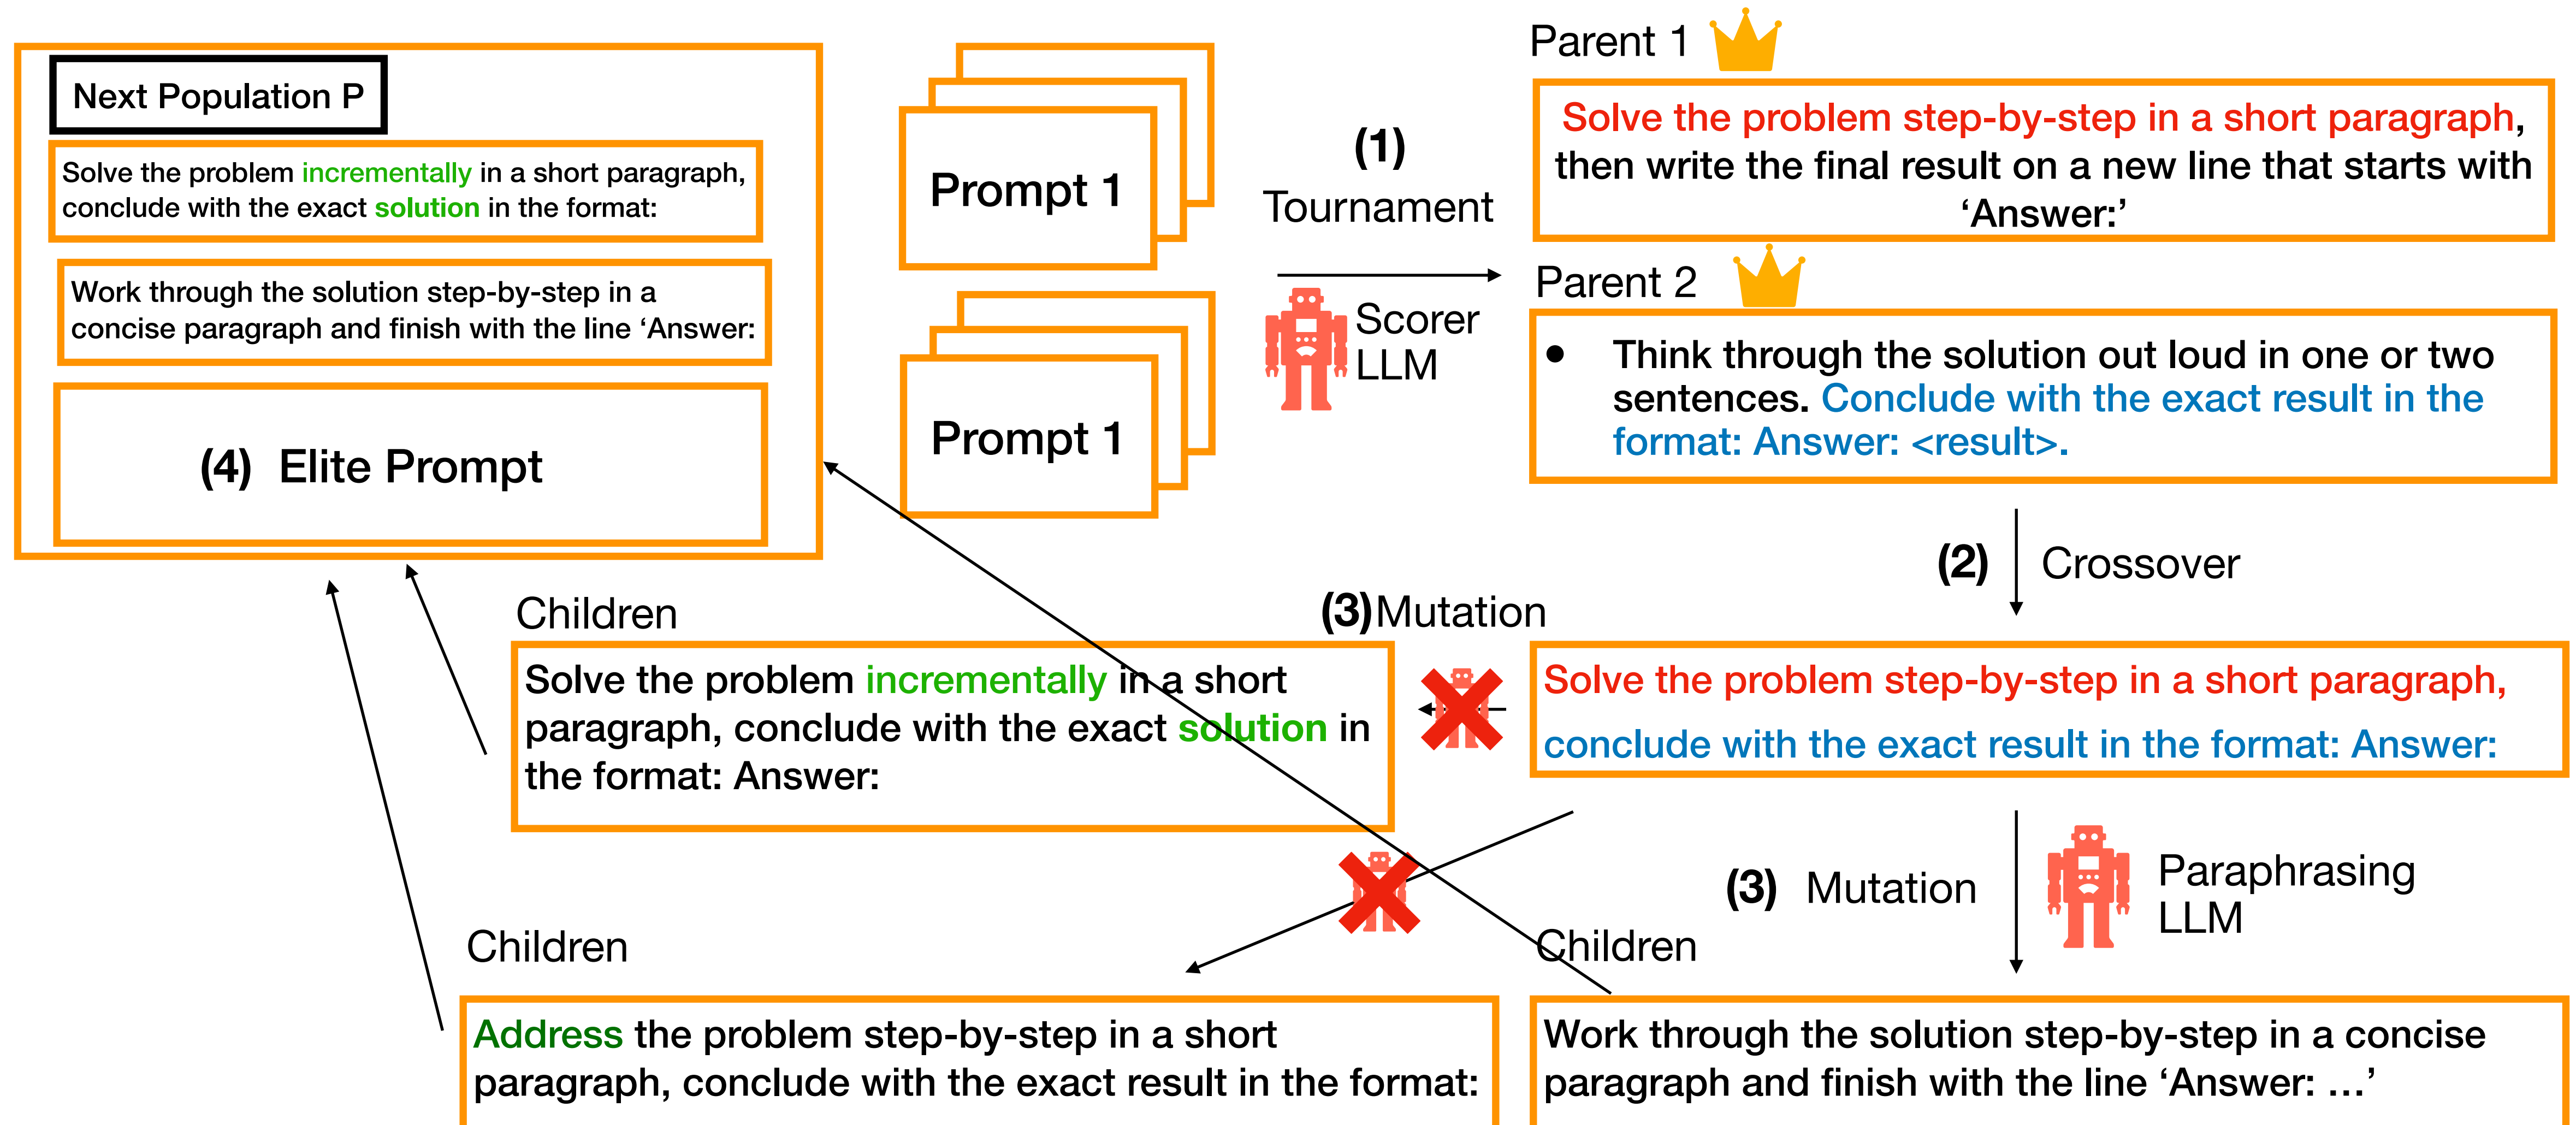 Next Population P
Solve the problem incrementally in a short paragraph,
conclude with the exact solution in the format:
Work through the solution step-by-step in a
concise paragraph and finish with the line ‘Answer:
(4) Elite Prompt
Prompt 1
Prompt 1
(1)
Tournament
Scorer
LLM
Parent 1
Solve the problem step-by-step in a short paragraph,
then write the final result on a new line that starts with
‘Answer:’
Parent 2
• Think through the solution out loud in one or two
sentences. Conclude with the exact result in the
format: Answer: <result>.
(2) Crossover
Children
Solve the problem incrementally in a short
paragraph, conclude with the exact solution in
the format: Answer:
(3) Mutation
Solve the problem step-by-step in a short paragraph,
conclude with the exact result in the format: Answer:
(3) Mutation
Paraphrasing
LLM
Children
Address the problem step-by-step in a short
paragraph, conclude with the exact result in the format:
Children
Work through the solution step-by-step in a concise
paragraph and finish with the line ‘Answer: …’